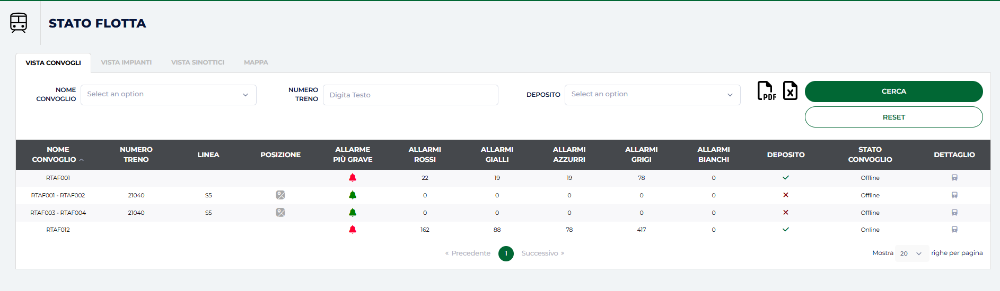 STATO FLOTTA
VISTA CONVOGLI VISTA IMPIANTI VISTA SINOTTICI MAPPA
NOME CONVOGLIO Select an option NUMERO TRENO Digita Testo DEPOSITO Select an option PDF X CERCA
RESET
NOME CONVOGLIO NUMERO TRENO LINEA POSIZIONE ALLARME PIÙ GRAVE ALLARMI ROSSI ALLARMI GIALLI ALLARMI AZZURRI ALLARMI GRIGI ALLARMI BIANCHI DEPOSITO STATO CONVOGLIO DETTAGLIO
RTAF001 22 19 19 78 0 Offline
RTAF001 - RTAF002 21040 S5 0 0 0 0 0 Offline
RTAF003 - RTAF004 21040 S5 0 0 0 0 0 Offline
RTAF012 162 88 78 417 0 Online
« Precedente 1 Successivo » Mostra 20 righe per pagina